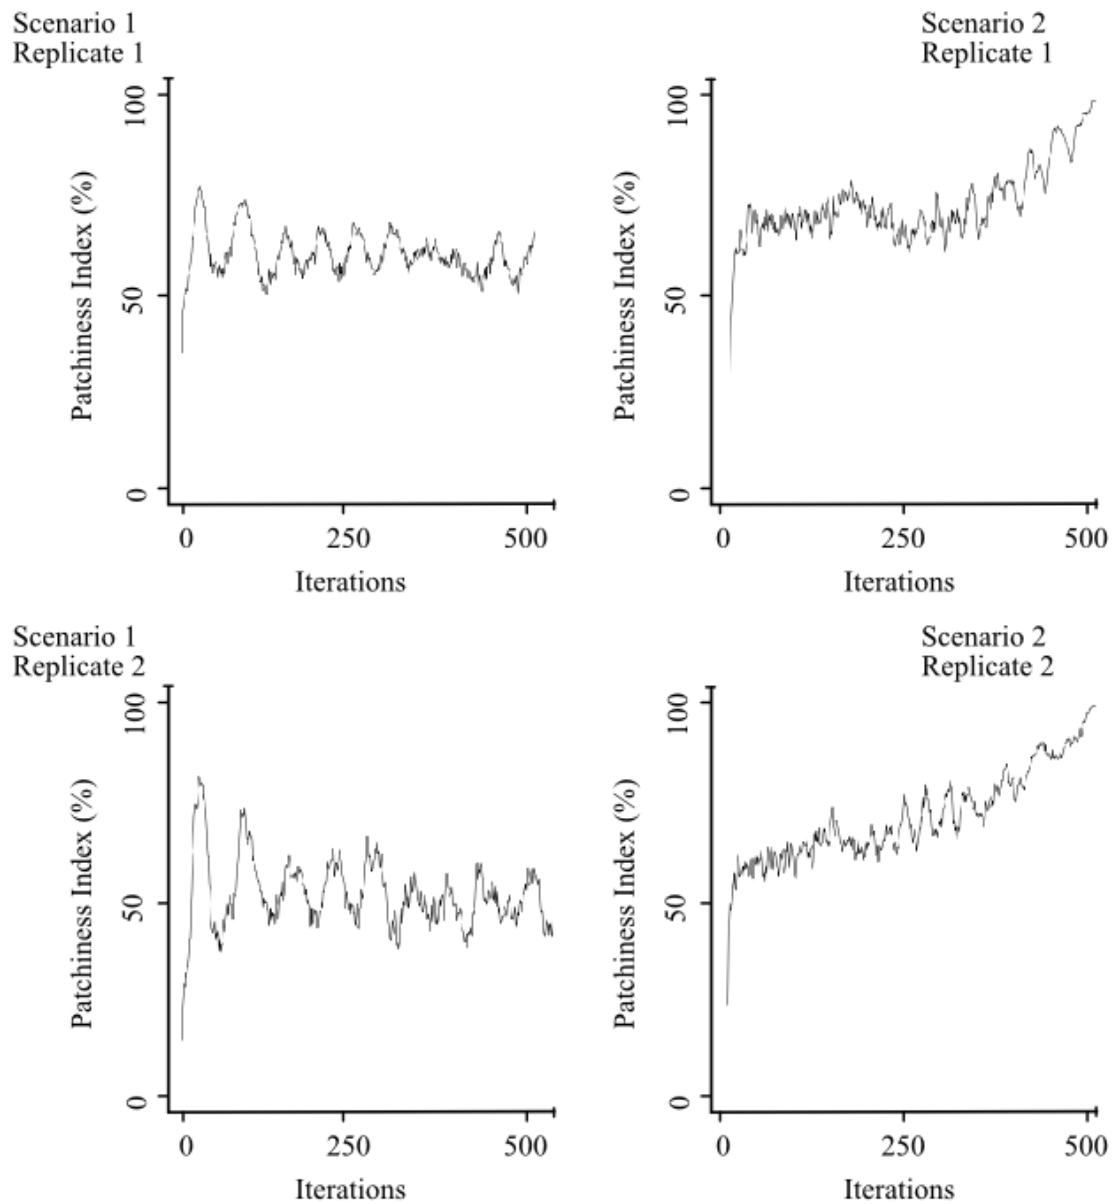 Scenario 1
Replicate 1
100
50
0
Patchiness Index (%)
0 250 500
Iterations
Scenario 2
Replicate 1
100
50
0
Patchiness Index (%)
0 250 500
Iterations
Scenario 1
Replicate 2
100
50
0
Patchiness Index (%)
0 250 500
Iterations
Scenario 2
Replicate 2
100
50
0
Patchiness Index (%)
0 250 500
Iterations